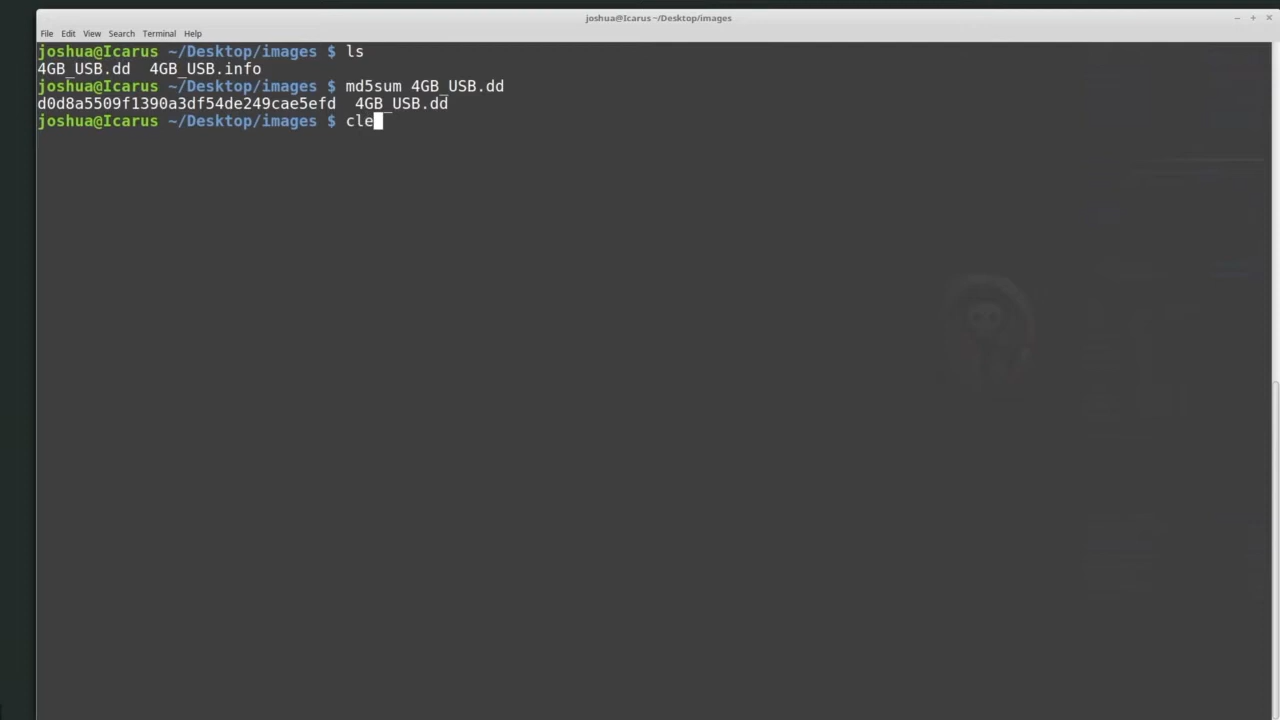 joshua@Icarus ~/Desktop/images
File Edit View Search Terminal Help
joshua@Icarus ~/Desktop/images $ ls
4GB_USB.dd  4GB_USB.info
joshua@Icarus ~/Desktop/images $ md5sum 4GB_USB.dd
d0d8a5509f1390a3df54de249cae5efd  4GB_USB.dd
joshua@Icarus ~/Desktop/images $ cle